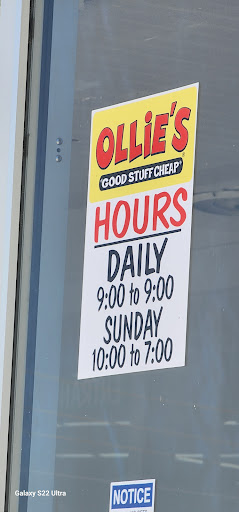 OLLiE'S
"GOOD STUFF CHEAP"
HOURS
DAILY
9:00 to 9:00
SUNDAY
10:00 to 7:00
NOTICE
Galaxy S22 Ultra